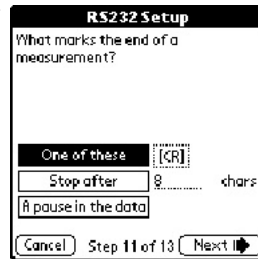 RS232 Setup
What marks the end of a
measurement?
One of these [CR]
Stop after 8 chars
A pause in the data
Cancel Step 11 of 13 Next